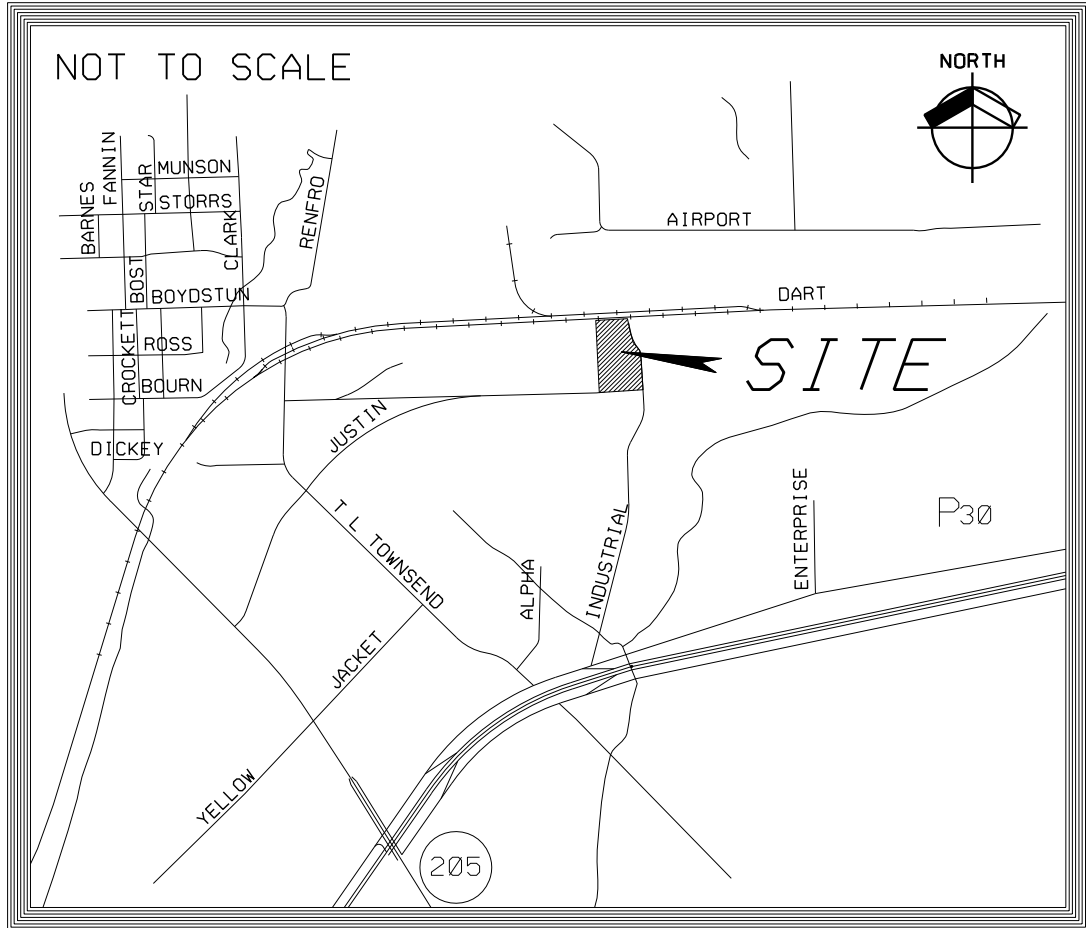 NOT TO SCALE
NORTH
FANNIN
MUNSON
STAR
BARNES
STORRS
CLARK
RENFRO
AIRPORT
BOST
BOYDSTUN
DART
CROCKETT
ROSS
SITE
BOURN
JUSTIN
DICKEY
T L TOWNSEND
ENTERPRISE
P30
INDUSTRIAL
ALPHA
JACKET
YELLOW
205